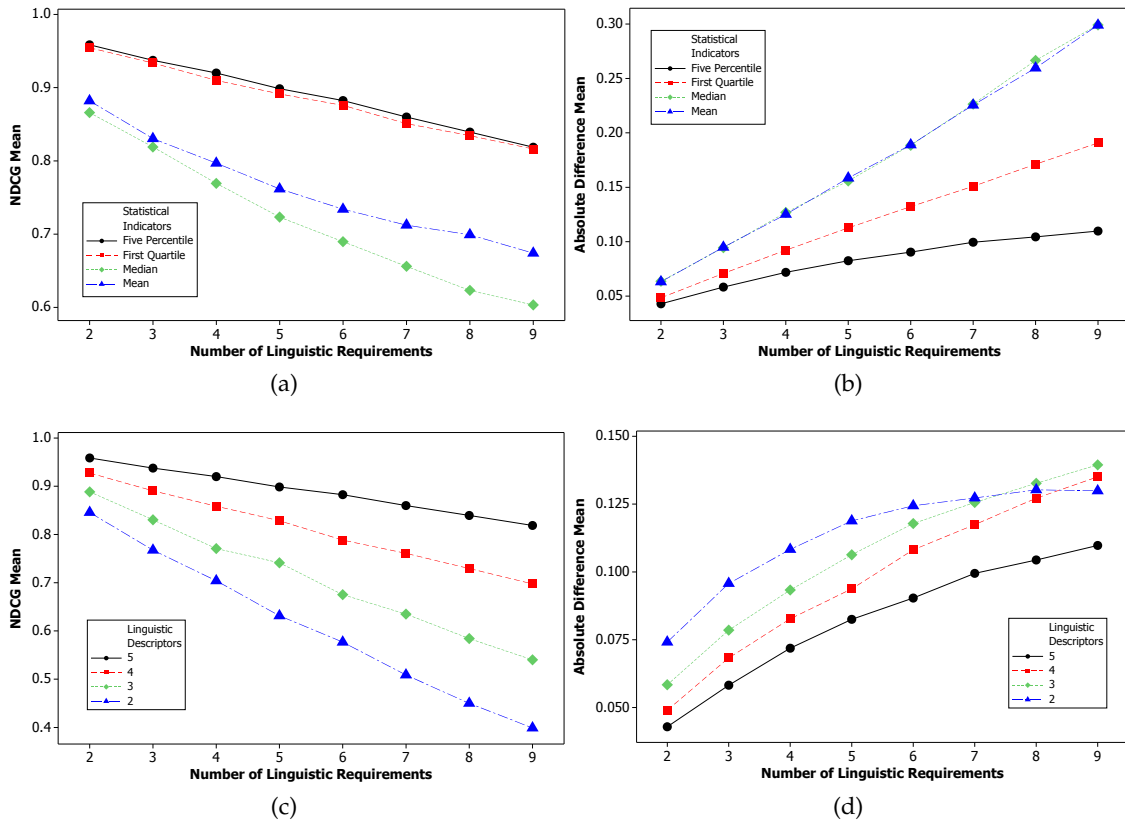 1.0
0.9
0.8
0.7
0.6
NDCG Mean
Statistical
Indicators
Five Percentile
First Quartile
Median
Mean
2 3 4 5 6 7 8 9
Number of Linguistic Requirements
(a)
0.30
0.25
0.20
0.15
0.10
0.05
Absolute Difference Mean
Statistical
Indicators
Five Percentile
First Quartile
Median
Mean
2 3 4 5 6 7 8 9
Number of Linguistic Requirements
(b)
1.0
0.9
0.8
0.7
0.6
0.5
0.4
NDCG Mean
Linguistic
Descriptors
5
4
3
2
2 3 4 5 6 7 8 9
Number of Linguistic Requirements
(c)
0.150
0.125
0.100
0.075
0.050
Absolute Difference Mean
Linguistic
Descriptors
5
4
3
2
2 3 4 5 6 7 8 9
Number of Linguistic Requirements
(d)